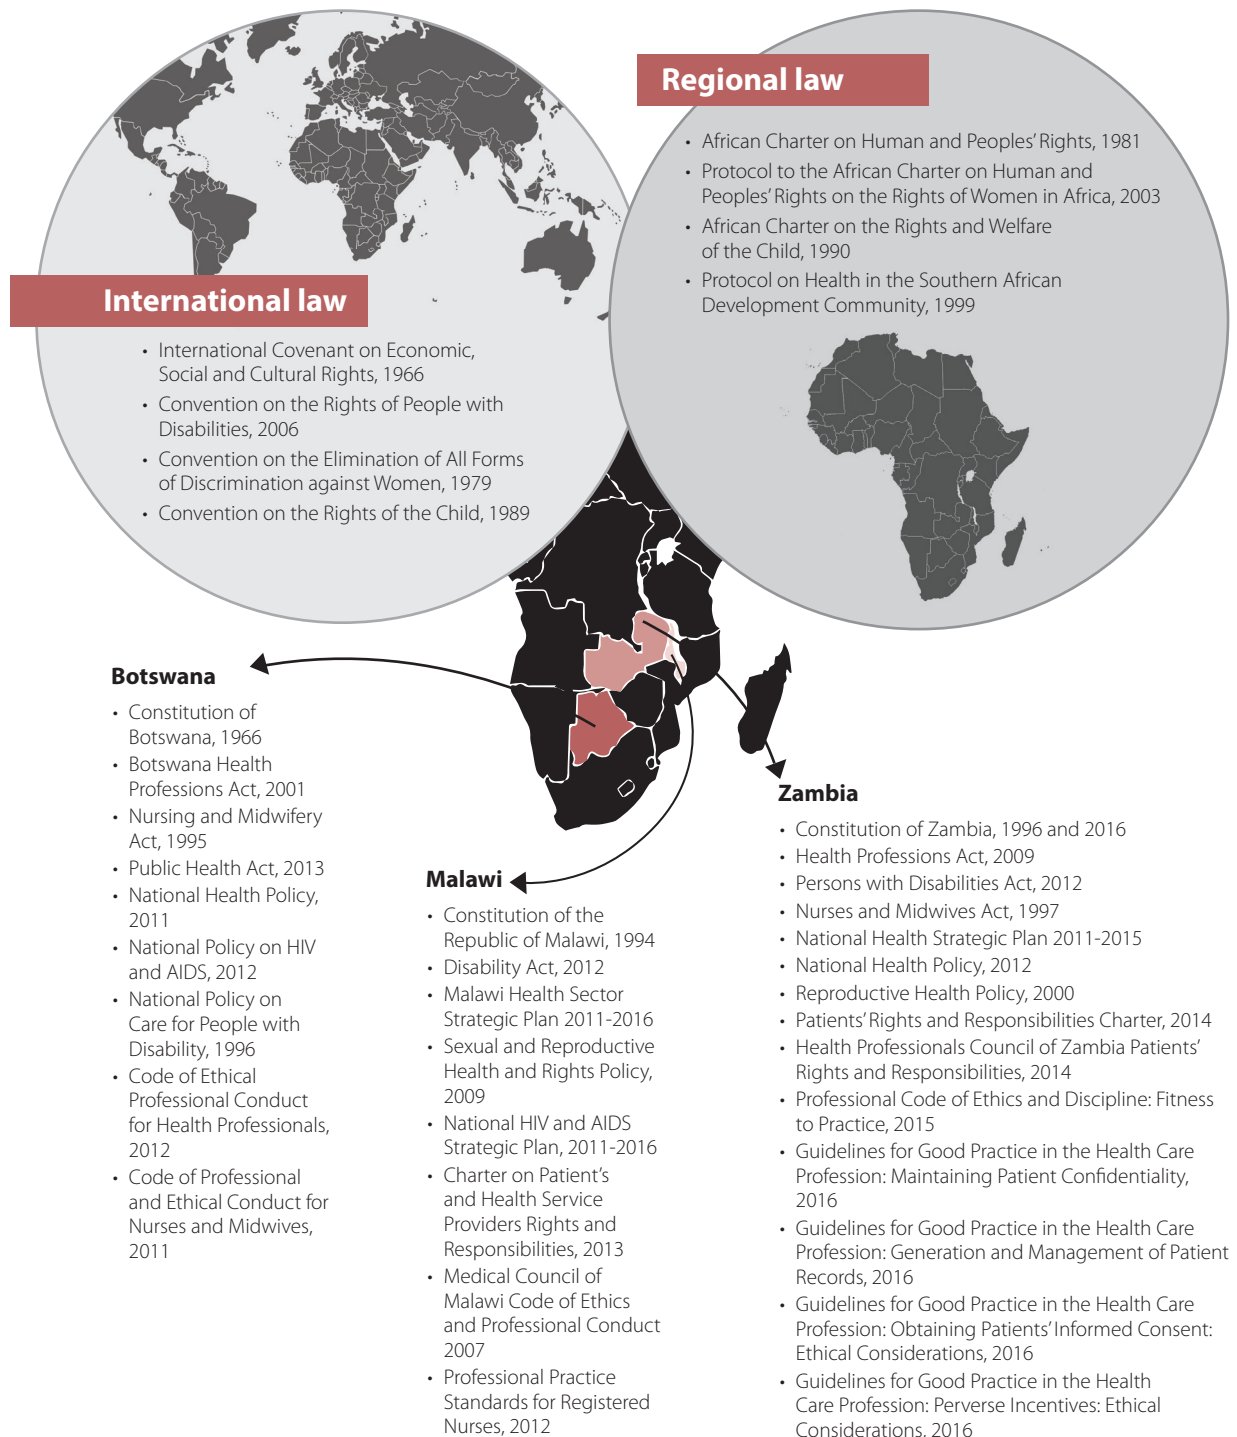 Regional law
• African Charter on Human and Peoples' Rights, 1981
• Protocol to the African Charter on Human and
Peoples' Rights on the Rights of Women in Africa, 2003
• African Charter on the Rights and Welfare
of the Child, 1990
• Protocol on Health in the Southern African
Development Community, 1999
International law
• International Covenant on Economic,
Social and Cultural Rights, 1966
• Convention on the Rights of People with
Disabilities, 2006
• Convention on the Elimination of All Forms
of Discrimination against Women, 1979
• Convention on the Rights of the Child, 1989
Botswana
• Constitution of
Botswana, 1966
• Botswana Health
Professions Act, 2001
• Nursing and Midwifery
Act, 1995
• Public Health Act, 2013
• National Health Policy,
2011
• National Policy on HIV
and AIDS, 2012
• National Policy on
Care for People with
Disability, 1996
• Code of Ethical
Professional Conduct
for Health Professionals,
2012
• Code of Professional
and Ethical Conduct for
Nurses and Midwives,
2011
Malawi
• Constitution of the
Republic of Malawi, 1994
• Disability Act, 2012
• Malawi Health Sector
Strategic Plan 2011-2016
• Sexual and Reproductive
Health and Rights Policy,
2009
• National HIV and AIDS
Strategic Plan, 2011-2016
• Charter on Patient's
and Health Service
Providers Rights and
Responsibilities, 2013
• Medical Council of
Malawi Code of Ethics
and Professional Conduct
2007
• Professional Practice
Standards for Registered
Nurses, 2012
Zambia
• Constitution of Zambia, 1996 and 2016
• Health Professions Act, 2009
• Persons with Disabilities Act, 2012
• Nurses and Midwives Act, 1997
• National Health Strategic Plan 2011-2015
• National Health Policy, 2012
• Reproductive Health Policy, 2000
• Patients' Rights and Responsibilities Charter, 2014
• Health Professionals Council of Zambia Patients'
Rights and Responsibilities, 2014
• Professional Code of Ethics and Discipline: Fitness
to Practice, 2015
• Guidelines for Good Practice in the Health Care
Profession: Maintaining Patient Confidentiality,
2016
• Guidelines for Good Practice in the Health Care
Profession: Generation and Management of Patient
Records, 2016
• Guidelines for Good Practice in the Health Care
Profession: Obtaining Patients' Informed Consent:
Ethical Considerations, 2016
• Guidelines for Good Practice in the Health
Care Profession: Perverse Incentives: Ethical
Considerations, 2016